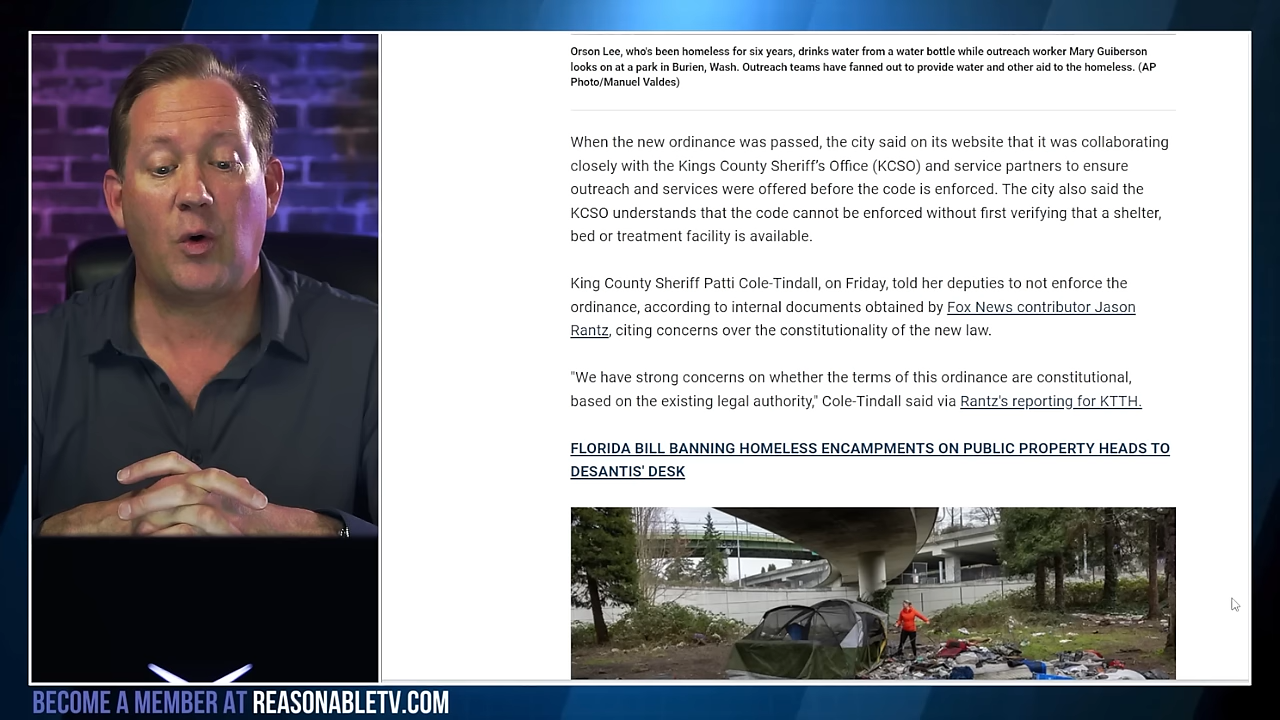 Orson Lee, who's been homeless for six years, drinks water from a water bottle while outreach worker Mary Guiberson
looks on at a park in Burien, Wash. Outreach teams have fanned out to provide water and other aid to the homeless. (AP
Photo/Manuel Valdes)
When the new ordinance was passed, the city said on its website that it was collaborating
closely with the Kings County Sheriff’s Office (KCSO) and service partners to ensure
outreach and services were offered before the code is enforced. The city also said the
KCSO understands that the code cannot be enforced without first verifying that a shelter,
bed or treatment facility is available.
King County Sheriff Patti Cole-Tindall, on Friday, told her deputies to not enforce the
ordinance, according to internal documents obtained by Fox News contributor Jason
Rantz, citing concerns over the constitutionality of the new law.
"We have strong concerns on whether the terms of this ordinance are constitutional,
based on the existing legal authority," Cole-Tindall said via Rantz's reporting for KTTH.
FLORIDA BILL BANNING HOMELESS ENCAMPMENTS ON PUBLIC PROPERTY HEADS TO
DESANTIS' DESK
BECOME A MEMBER AT REASONABLETV.COM